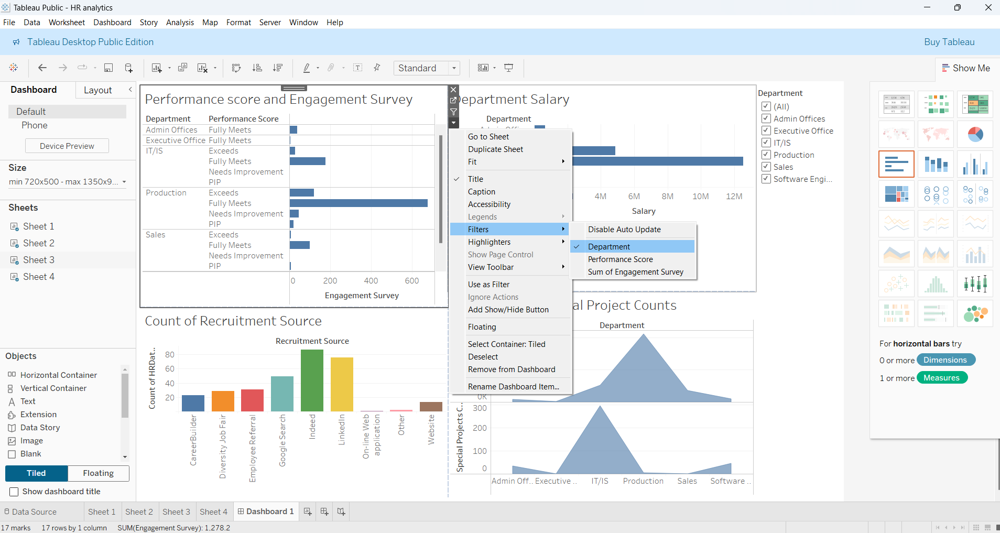 Tableau Public - HR analytics
File Data Worksheet Dashboard Story Analysis Map Format Server Window Help
Tableau Desktop Public Edition
Buy Tableau
Standard
Show Me
Dashboard
Layout
Default
Phone
Device Preview
Size
min 720x500 - max 1350x9...
Sheets
Sheet 1
Sheet 2
Sheet 3
Sheet 4
Objects
Horizontal Container
Vertical Container
Text
Extension
Data Story
Image
Blank
Tiled
Floating
Show dashboard title
Performance score and Engagement Survey
Department Performance Score
Admin Offices Fully Meets
Executive Office Fully Meets
IT/IS Exceeds
Fully Meets
Needs Improvement
PIP
Production Exceeds
Fully Meets
Needs Improvement
PIP
Sales Exceeds
Fully Meets
Needs Improvement
PIP
0 200 400 600
Engagement Survey
Department Salary
Department
4M 6M 8M 10M 12M
Salary
Department
(All)
Admin Offices
Executive Office
IT/IS
Production
Sales
Software Engi...
Go to Sheet
Duplicate Sheet
Fit
Title
Caption
Accessibility
Legends
Filters
Highlighters
Show Page Control
View Toolbar
Use as Filter
Ignore Actions
Add Show/Hide Button
Floating
Select Container: Tiled
Deselect
Remove from Dashboard
Rename Dashboard Item...
Disable Auto Update
Department
Performance Score
Sum of Engagement Survey
Count of Recruitment Source
Recruitment Source
Count of HRDat...
80
60
40
20
CareerBuilder
Diversity Job Fair
Employee Referral
Google Search
Indeed
LinkedIn
On-line Web application
Other
Website
al Project Counts
Department
0K
Special Projects C...
300
200
100
0
Admin Off.. Executive .. IT/IS Production Sales Software ..
For horizontal bars try
0 or more Dimensions
1 or more Measures
Data Source Sheet 1 Sheet 2 Sheet 3 Sheet 4 Dashboard 1
17 marks 17 rows by 1 column SUM(Engagement Survey): 1,278.2